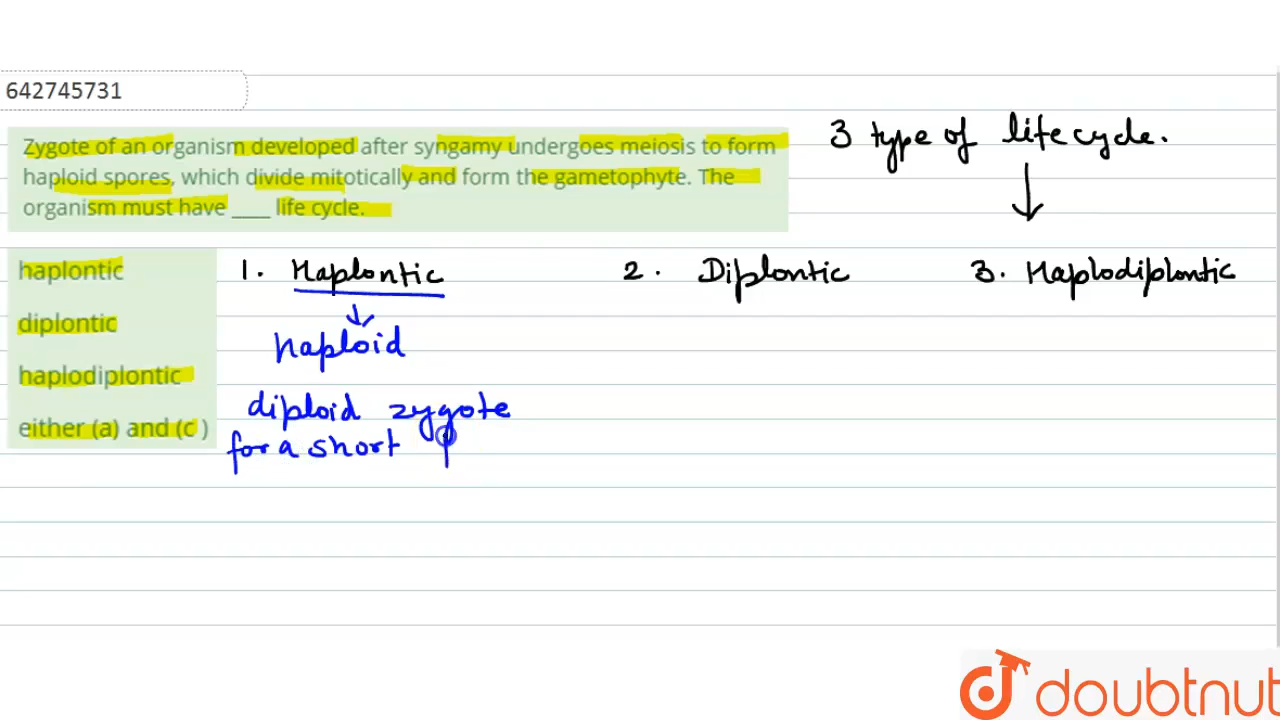 642745731
Zygote of an organism developed after syngamy undergoes meiosis to form
haploid spores, which divide mitotically and form the gametophyte. The
organism must have ____ life cycle.
3 type of lifecycle.
haplontic
diplontic
haplodiplontic
either (a) and (c )
1. Haplontic
2. Diplontic
3. Haplodiplontic
haploid
diploid zygote
for a short p
doubtnut